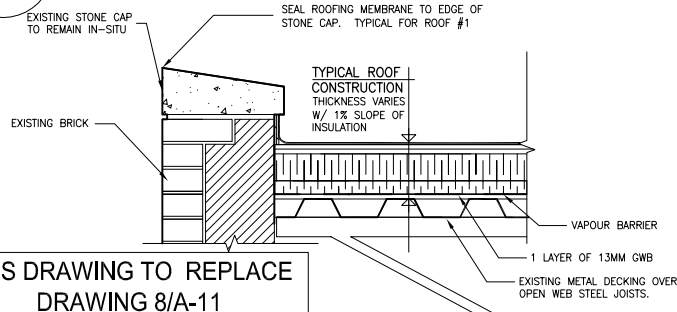 EXISTING STONE CAP
TO REMAIN IN-SITU
SEAL ROOFING MEMBRANE TO EDGE OF
STONE CAP. TYPICAL FOR ROOF #1
TYPICAL ROOF
CONSTRUCTION
THICKNESS VARIES
W/ 1% SLOPE OF
INSULATION
EXISTING BRICK
VAPOUR BARRIER
1 LAYER OF 13MM GWB
EXISTING METAL DECKING OVER
OPEN WEB STEEL JOISTS.
S DRAWING TO REPLACE
DRAWING 8/A-11